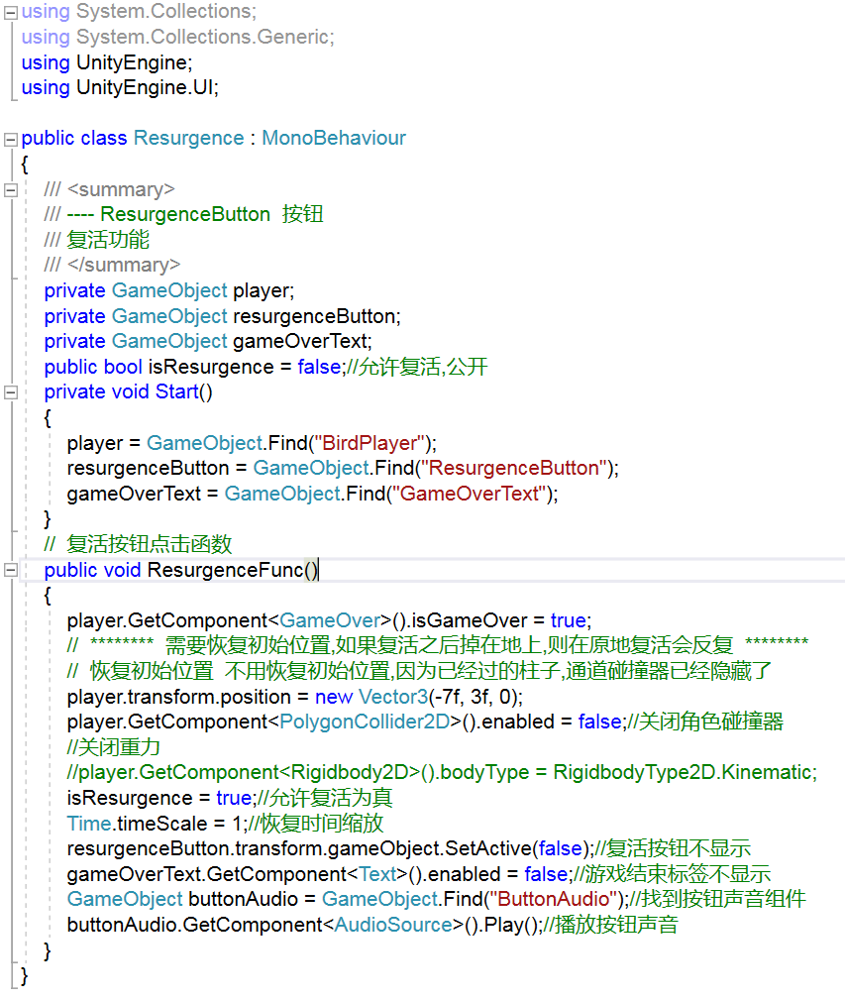 using System.Collections;
using System.Collections.Generic;
using UnityEngine;
using UnityEngine.UI;
public class Resurgence : MonoBehaviour
{
/// <summary>
/// ---- ResurgenceButton  按钮
/// 复活功能
/// </summary>
private GameObject player;
private GameObject resurgenceButton;
private GameObject gameOverText;
public bool isResurgence = false;//允许复活,公开
private void Start()
{
player = GameObject.Find("BirdPlayer");
resurgenceButton = GameObject.Find("ResurgenceButton");
gameOverText = GameObject.Find("GameOverText");
}
//  复活按钮点击函数
public void ResurgenceFunc()
{
player.GetComponent<GameOver>().isGameOver = true;
//  ********  需要恢复初始位置,如果复活之后掉在地上,则在原地复活会反复  ********
//  恢复初始位置  不用恢复初始位置,因为已经过的柱子,通道碰撞器已经隐藏了
player.transform.position = new Vector3(-7f, 3f, 0);
player.GetComponent<PolygonCollider2D>().enabled = false;//关闭角色碰撞器
//关闭重力
//player.GetComponent<Rigidbody2D>().bodyType = RigidbodyType2D.Kinematic;
isResurgence = true;//允许复活为真
Time.timeScale = 1;//恢复时间缩放
resurgenceButton.transform.gameObject.SetActive(false);//复活按钮不显示
gameOverText.GetComponent<Text>().enabled = false;//游戏结束标签不显示
GameObject buttonAudio = GameObject.Find("ButtonAudio");//找到按钮声音组件
buttonAudio.GetComponent<AudioSource>().Play();//播放按钮声音
}
}